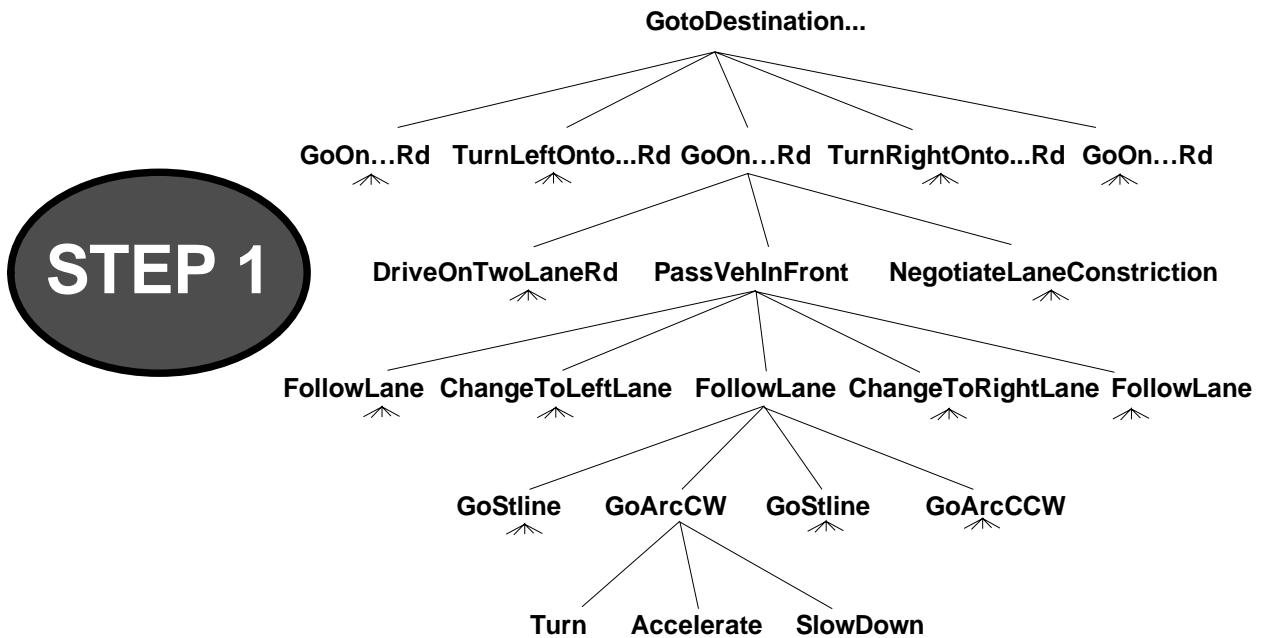 GotoDestination...
GoOn…Rd TurnLeftOnto...Rd GoOn…Rd TurnRightOnto...Rd GoOn…Rd
STEP 1
DriveOnTwoLaneRd PassVehInFront NegotiateLaneConstriction
FollowLane ChangeToLeftLane FollowLane ChangeToRightLane FollowLane
GoStline GoArcCW GoStline GoArcCCW
Turn Accelerate SlowDown